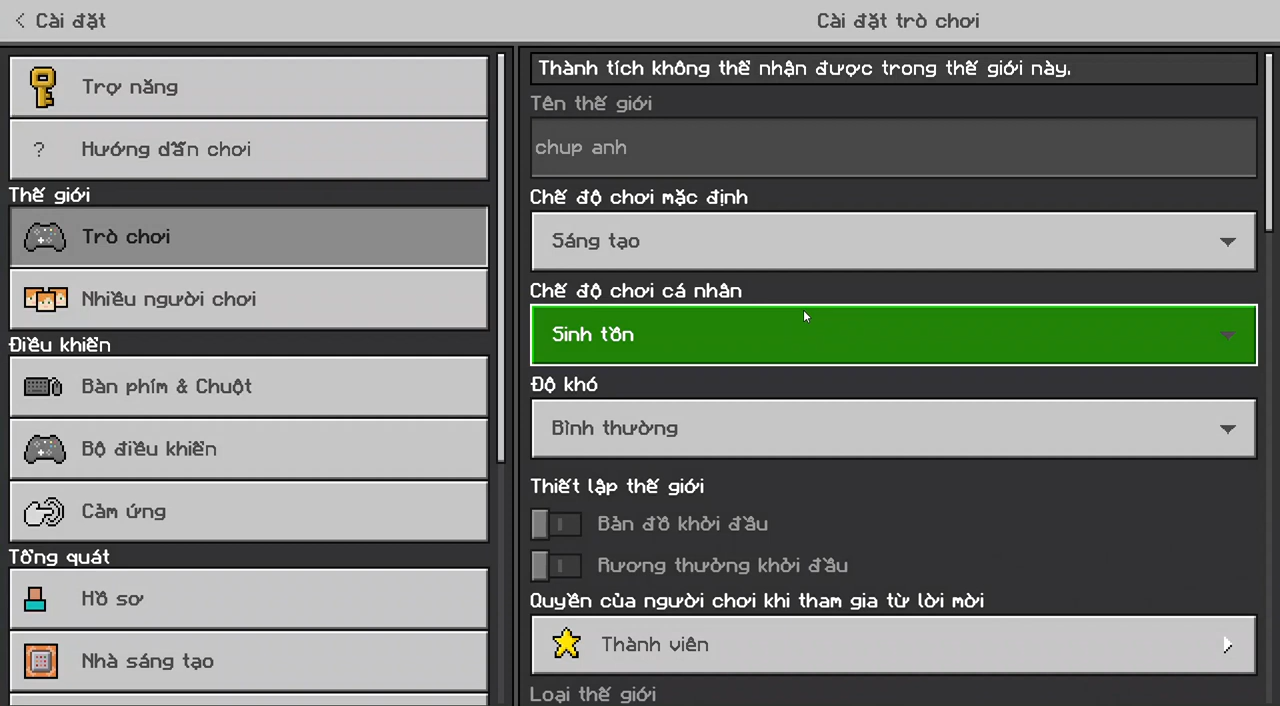 Cài đặt
Cài đặt trò chơi
Trợ năng
? Hướng dẫn chơi
Thế giới
Trò chơi
Nhiều người chơi
Điều khiển
Bàn phím & Chuột
Bộ điều khiển
Cảm ứng
Tổng quát
Hồ sơ
Nhà sáng tạo
Thành tích không thể nhận được trong thế giới này.
Tên thế giới
chup anh
Chế độ chơi mặc định
Sáng tạo
Chế độ chơi cá nhân
Sinh tồn
Độ khó
Bình thường
Thiết lập thế giới
Bản đồ khởi đầu
Rương thưởng khởi đầu
Quyền của người chơi khi tham gia từ lời mời
Thành viên
Loại thế giới